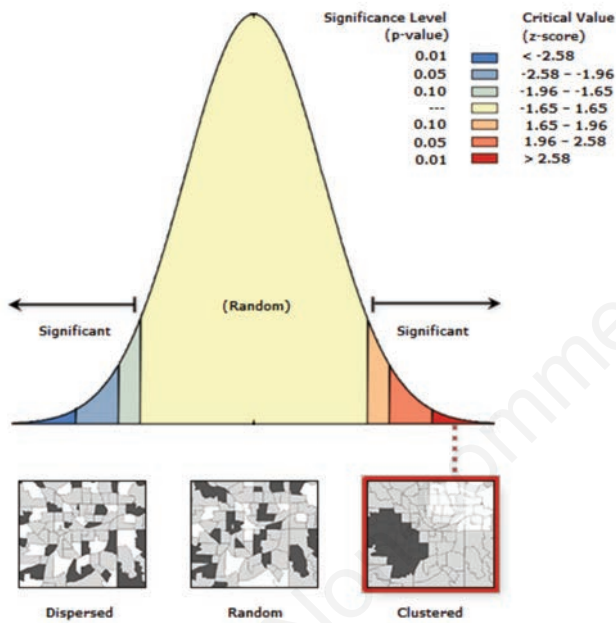 Significance Level
(p-value)
Critical Value
(z-score)
0.01 < -2.58
0.05 -2.58 – -1.96
0.10 -1.96 – -1.65
--- -1.65 – 1.65
0.10 1.65 – 1.96
0.05 1.96 – 2.58
0.01 > 2.58
(Random)
Significant
Significant
Dispersed
Random
Clustered